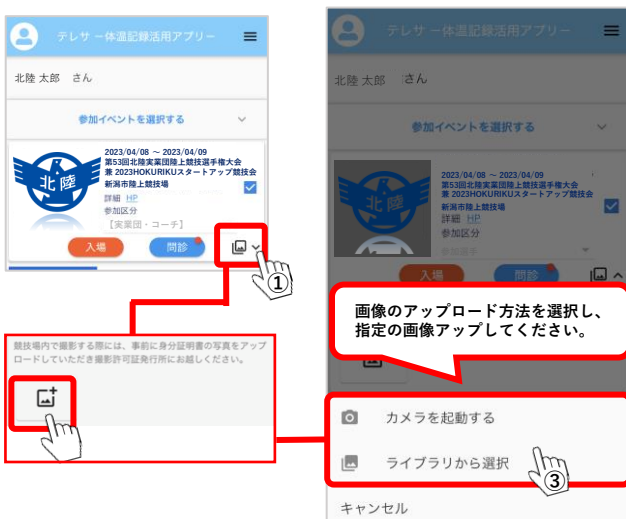 テレサ ー体温記録活用アプリー
北陸 太郎 さん
参加イベントを選択する
2023/04/08 ～ 2023/04/09
第53回北陸実業団陸上競技選手権大会
兼 2023HOKURIKUスタートアップ競技会
新潟市陸上競技場
北陸
詳細 HP
参加区分
【実業団・コーチ】
入場
問診
①
競技場内で撮影する際には、事前に身分証明書の写真をアップ
ロードしていただき撮影許可証発行所にお越しください。
テレサ ー体温記録活用アプリー
北陸 太郎 さん
参加イベントを選択する
2023/04/08 ～ 2023/04/09
第53回北陸実業団陸上競技選手権大会
兼 2023HOKURIKUスタートアップ競技会
新潟市陸上競技場
北陸
詳細 HP
参加区分
参加選手
入場
問診
画像のアップロード方法を選択し、
指定の画像アップしてください。
カメラを起動する
ライブラリから選択
③
キャンセル